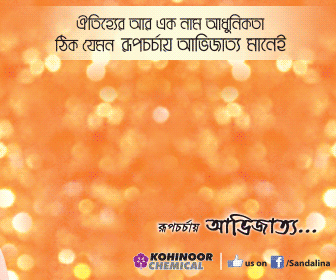 ঐতিহ্যের আর এক নাম আধুনিকতা
ঠিক যেমন রূপচর্চায় আভিজাত্য মানেই
রূপচর্চায় আভিজাত্য...
KOHINOOR
CHEMICAL
us on /Sandalina